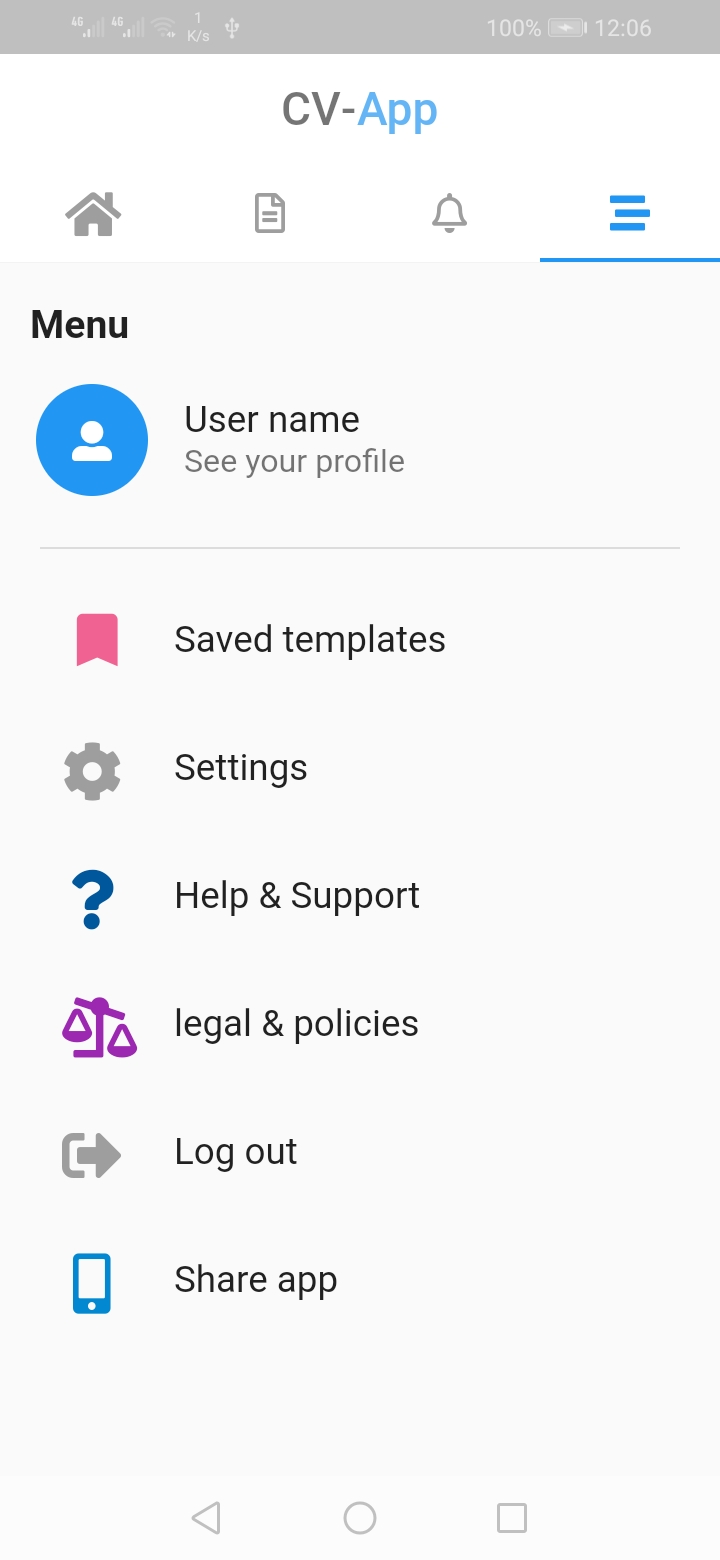 4G 4G 1 K/s 100% 12:06
CV-App
Menu
User name
See your profile
Saved templates
Settings
Help & Support
legal & policies
Log out
Share app